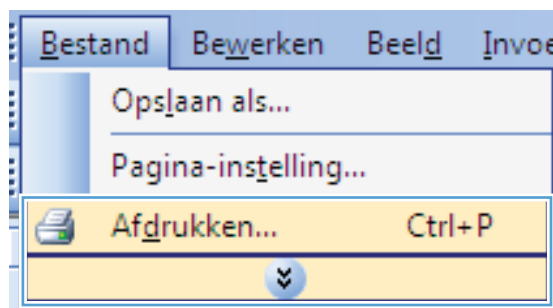 Bestand Bewerken Beeld Invoe
Opslaan als...
Pagina-instelling...
Afdrukken... Ctrl+P